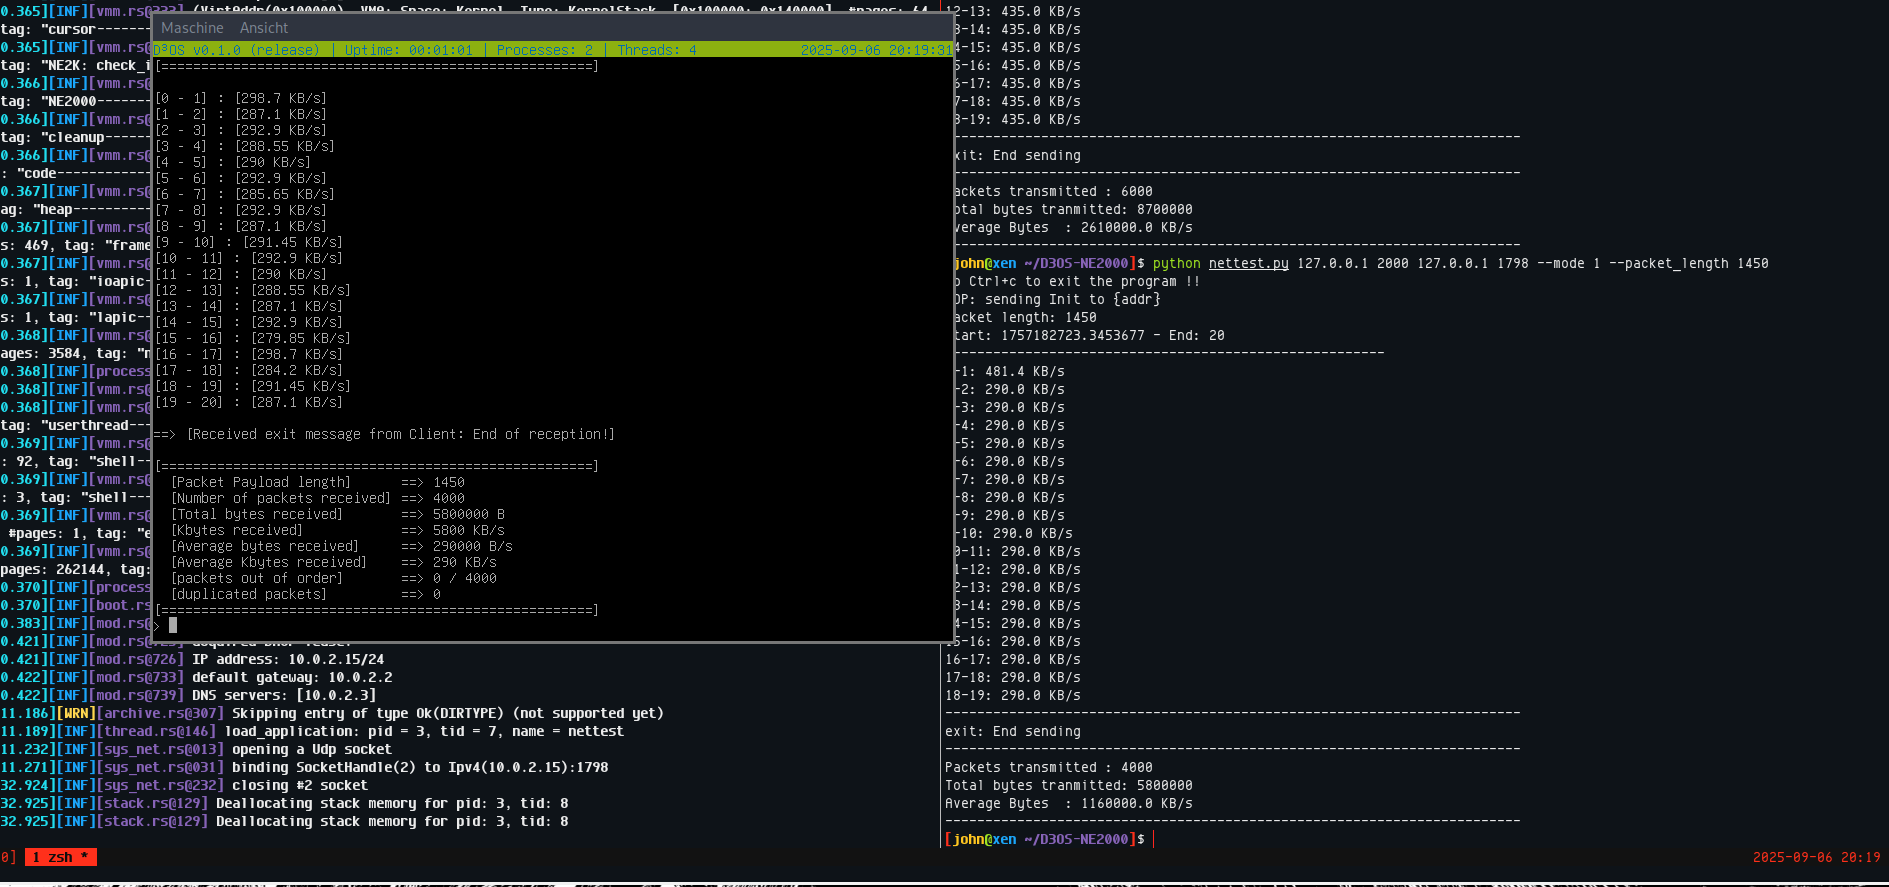 0.365][INF][vmm.rs@333] (VirtAddr(0x100000), VMA: Space: Kernel, Type: KernelStack, [0x100000; 0x140000], #pages: 64,
tag: "cursor------
0.365][INF][vmm.rs@
tag: "NE2K: check_i
0.366][INF][vmm.rs@
tag: "NE2000-------
0.366][INF][vmm.rs@
tag: "cleanup------
0.366][INF][vmm.rs@
: "code------------
0.367][INF][vmm.rs@
ag: "heap----------
0.367][INF][vmm.rs@
s: 469, tag: "frame
0.367][INF][vmm.rs@
s: 1, tag: "ioapic-
0.367][INF][vmm.rs@
s: 1, tag: "lapic--
0.368][INF][vmm.rs@
ages: 3584, tag: "n
0.368][INF][process
0.368][INF][vmm.rs@
0.368][INF][vmm.rs@
tag: "userthread---
0.369][INF][vmm.rs@
: 92, tag: "shell--
0.369][INF][vmm.rs@
: 3, tag: "shell---
0.369][INF][vmm.rs@
#pages: 1, tag: "e
0.369][INF][vmm.rs@
pages: 262144, tag:
0.370][INF][process
0.370][INF][boot.rs
0.383][INF][mod.rs@
0.421][INF][mod.rs@725] acquired DHCP lease:
0.421][INF][mod.rs@726] IP address: 10.0.2.15/24
0.422][INF][mod.rs@733] default gateway: 10.0.2.2
0.422][INF][mod.rs@739] DNS servers: [10.0.2.3]
11.186][WRN][archive.rs@307] Skipping entry of type Ok(DIRTYPE) (not supported yet)
11.189][INF][thread.rs@146] load_application: pid = 3, tid = 7, name = nettest
11.232][INF][sys_net.rs@013] opening a Udp socket
11.271][INF][sys_net.rs@031] binding SocketHandle(2) to Ipv4(10.0.2.15):1798
32.924][INF][sys_net.rs@232] closing #2 socket
32.925][INF][stack.rs@129] Deallocating stack memory for pid: 3, tid: 8
32.925][INF][stack.rs@129] Deallocating stack memory for pid: 3, tid: 8
Maschine Ansicht
D³OS v0.1.0 (release) | Uptime: 00:01:01 | Processes: 2 | Threads: 4 2025-09-06 20:19:31
[======================================================]
[0 - 1] : [298.7 KB/s]
[1 - 2] : [287.1 KB/s]
[2 - 3] : [292.9 KB/s]
[3 - 4] : [288.55 KB/s]
[4 - 5] : [290 KB/s]
[5 - 6] : [292.9 KB/s]
[6 - 7] : [285.65 KB/s]
[7 - 8] : [292.9 KB/s]
[8 - 9] : [287.1 KB/s]
[9 - 10] : [291.45 KB/s]
[10 - 11] : [292.9 KB/s]
[11 - 12] : [290 KB/s]
[12 - 13] : [288.55 KB/s]
[13 - 14] : [287.1 KB/s]
[14 - 15] : [292.9 KB/s]
[15 - 16] : [279.85 KB/s]
[16 - 17] : [298.7 KB/s]
[17 - 18] : [284.2 KB/s]
[18 - 19] : [291.45 KB/s]
[19 - 20] : [287.1 KB/s]
==> [Received exit message from Client: End of reception!]
[======================================================]
[Packet Payload length] ==> 1450
[Number of packets received] ==> 4000
[Total bytes received] ==> 5800000 B
[Kbytes received] ==> 5800 KB/s
[Average bytes received] ==> 290000 B/s
[Average Kbytes received] ==> 290 KB/s
[packets out of order] ==> 0 / 4000
[duplicated packets] ==> 0
[======================================================]
>
12-13: 435.0 KB/s
3-14: 435.0 KB/s
4-15: 435.0 KB/s
5-16: 435.0 KB/s
6-17: 435.0 KB/s
7-18: 435.0 KB/s
8-19: 435.0 KB/s
------------------------------------------------------------------------
xit: End sending
------------------------------------------------------------------------
ackets transmitted : 6000
otal bytes tranmitted: 8700000
verage Bytes : 2610000.0 KB/s
------------------------------------------------------------------------
john@xen ~/D3OS-NE2000]$ python nettest.py 127.0.0.1 2000 127.0.0.1 1798 --mode 1 --packet_length 1450
o Ctrl+c to exit the program !!
DP: sending Init to {addr}
acket length: 1450
tart: 1757182723.3453677 - End: 20
-------------------------------------------------------
-1: 481.4 KB/s
-2: 290.0 KB/s
-3: 290.0 KB/s
-4: 290.0 KB/s
-5: 290.0 KB/s
-6: 290.0 KB/s
-7: 290.0 KB/s
-8: 290.0 KB/s
-9: 290.0 KB/s
-10: 290.0 KB/s
0-11: 290.0 KB/s
1-12: 290.0 KB/s
2-13: 290.0 KB/s
3-14: 290.0 KB/s
4-15: 290.0 KB/s
15-16: 290.0 KB/s
16-17: 290.0 KB/s
17-18: 290.0 KB/s
18-19: 290.0 KB/s
------------------------------------------------------------------------
exit: End sending
------------------------------------------------------------------------
Packets transmitted : 4000
Total bytes tranmitted: 5800000
Average Bytes : 1160000.0 KB/s
------------------------------------------------------------------------
[john@xen ~/D3OS-NE2000]$
0] 1 zsh * 2025-09-06 20:19